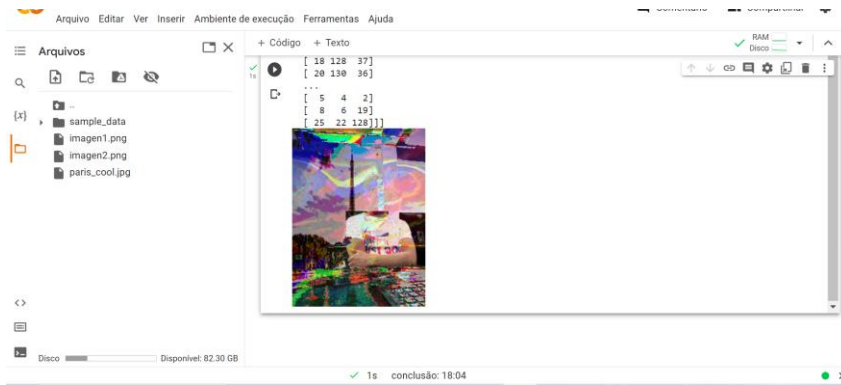 Arquivo Editar Ver Inserir Ambiente de execução Ferramentas Ajuda
Comentário Compartilhar
Arquivos
+ Código + Texto
RAM
Disco
{x}
..
sample_data
imagen1.png
imagen2.png
paris_cool.jpg
1s
[ 18 128 37]
[ 20 130 36]
...
[ 5 4 2]
[ 8 6 19]
[ 25 22 128]]]
<>
Disco Disponível: 82.30 GB
1s conclusão: 18:04